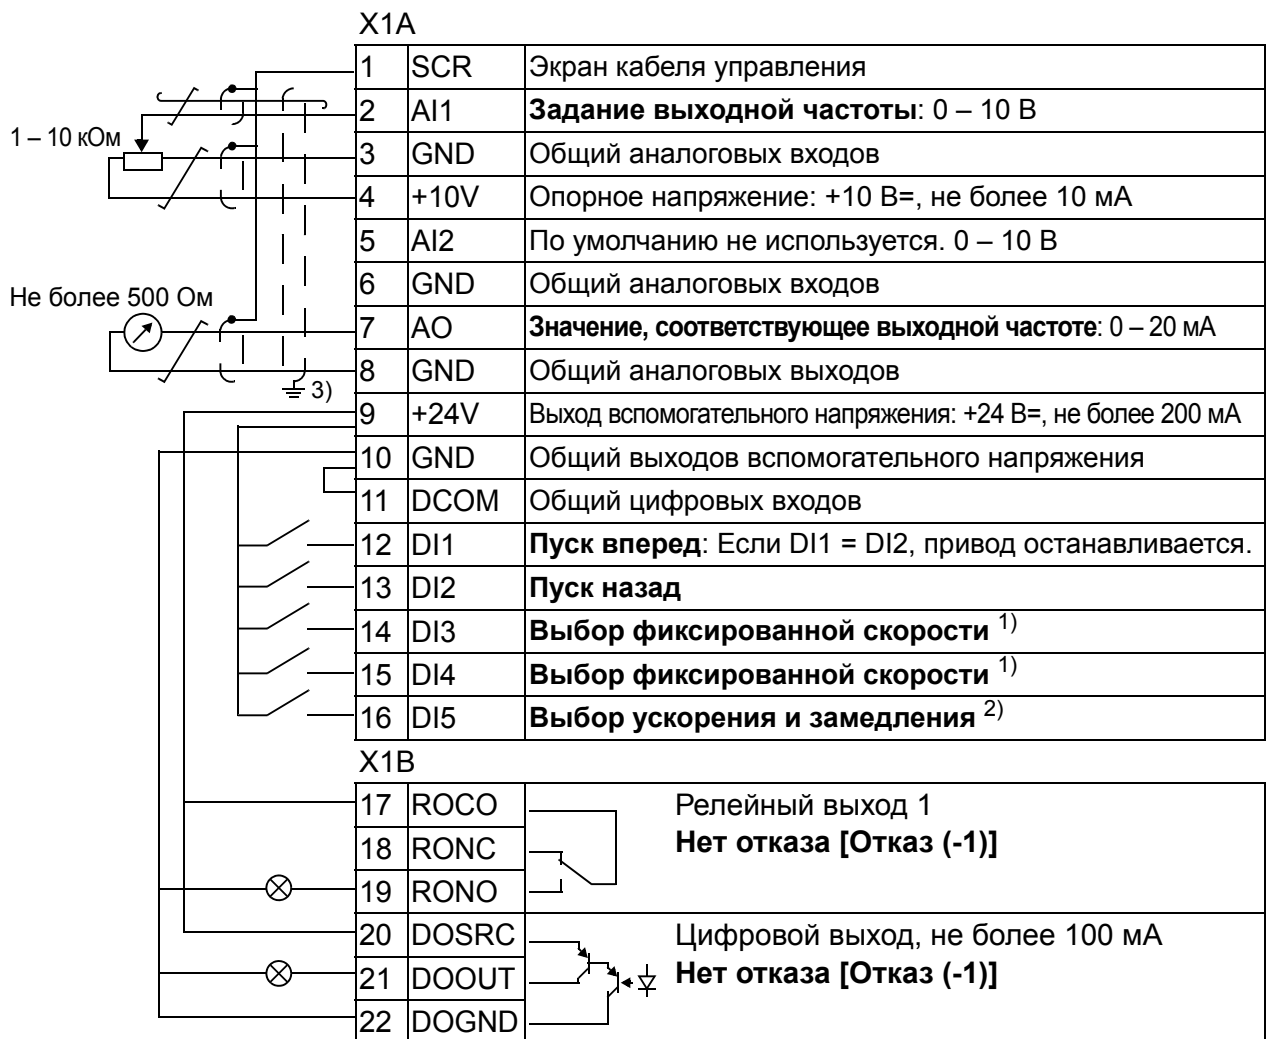 X1A
1 SCR Экран кабеля управления
2 AI1 Задание выходной частоты: 0 – 10 В
1 – 10 кОм
3 GND Общий аналоговых входов
4 +10V Опорное напряжение: +10 В=, не более 10 мА
5 AI2 По умолчанию не используется. 0 – 10 В
6 GND Общий аналоговых входов
Не более 500 Ом
7 AO Значение, соответствующее выходной частоте: 0 – 20 мА
8 GND Общий аналоговых выходов
3)
9 +24V Выход вспомогательного напряжения: +24 В=, не более 200 мА
10 GND Общий выходов вспомогательного напряжения
11 DCOM Общий цифровых входов
12 DI1 Пуск вперед: Если DI1 = DI2, привод останавливается.
13 DI2 Пуск назад
14 DI3 Выбор фиксированной скорости 1)
15 DI4 Выбор фиксированной скорости 1)
16 DI5 Выбор ускорения и замедления 2)
X1B
17 ROCO Релейный выход 1
18 RONC Нет отказа [Отказ (-1)]
19 RONO
20 DOSRC Цифровой выход, не более 100 мА
21 DOOUT Нет отказа [Отказ (-1)]
22 DOGND